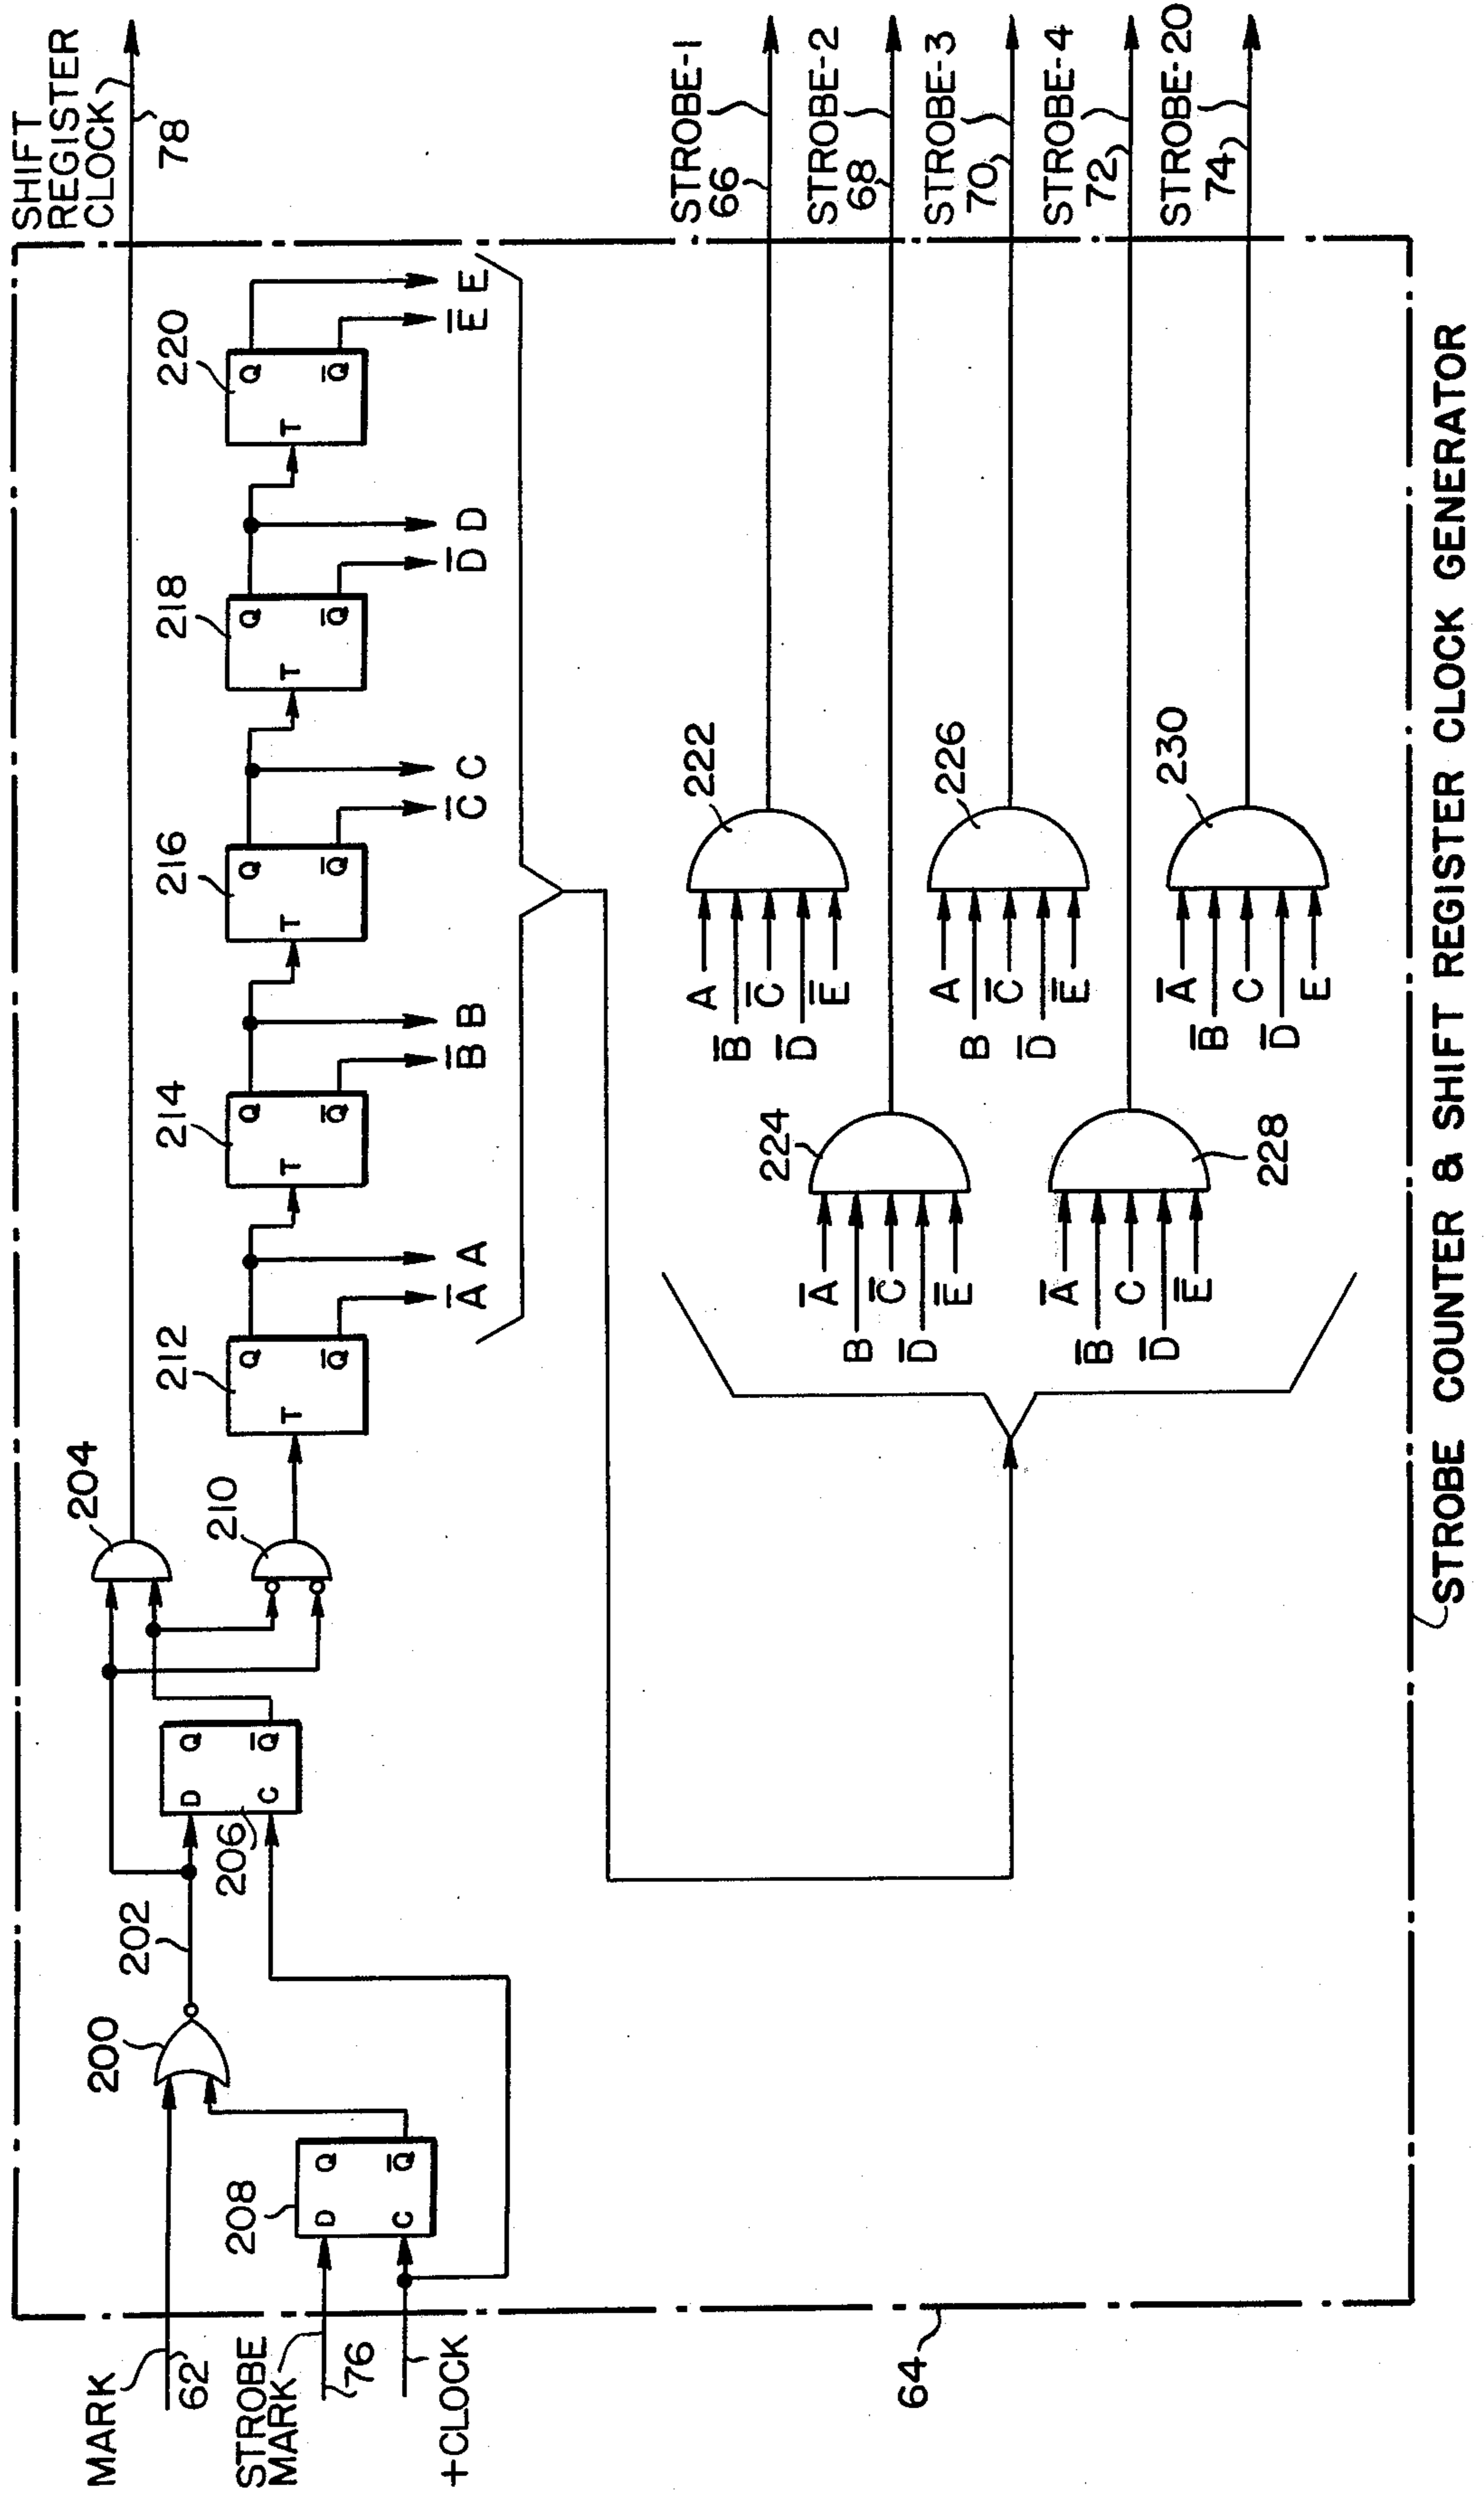 SHIFT
REGISTER
CLOCK
78
MARK
62
STROBE
MARK
76
+CLOCK
200
202
204
206
D Q
C Q̅
208
D Q
C Q̅
210
212
T Q
Q̅
A̅ A
214
T Q
Q̅
B̅ B
216
T Q
Q̅
C̅ C
218
T Q
Q̅
D̅ D
220
T Q
Q̅
E̅ E
222
A
B̅
C̅
D̅
E̅
STROBE-1
66
224
A̅
B
C̅
D̅
E̅
STROBE-2
68
226
A
B
C̅
D̅
E̅
STROBE-3
70
228
A̅
B̅
C
D̅
E̅
STROBE-4
72
230
A̅
B̅
C
D̅
E
STROBE-20
74
64
STROBE COUNTER & SHIFT REGISTER CLOCK GENERATOR